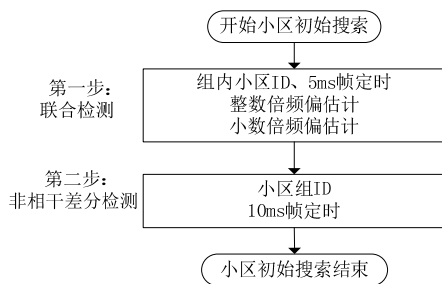 开始小区初始搜索
第一步：
联合检测
组内小区ID、5ms帧定时
整数倍频偏估计
小数倍频偏估计
第二步：
非相干差分检测
小区组ID
10ms帧定时
小区初始搜索结束